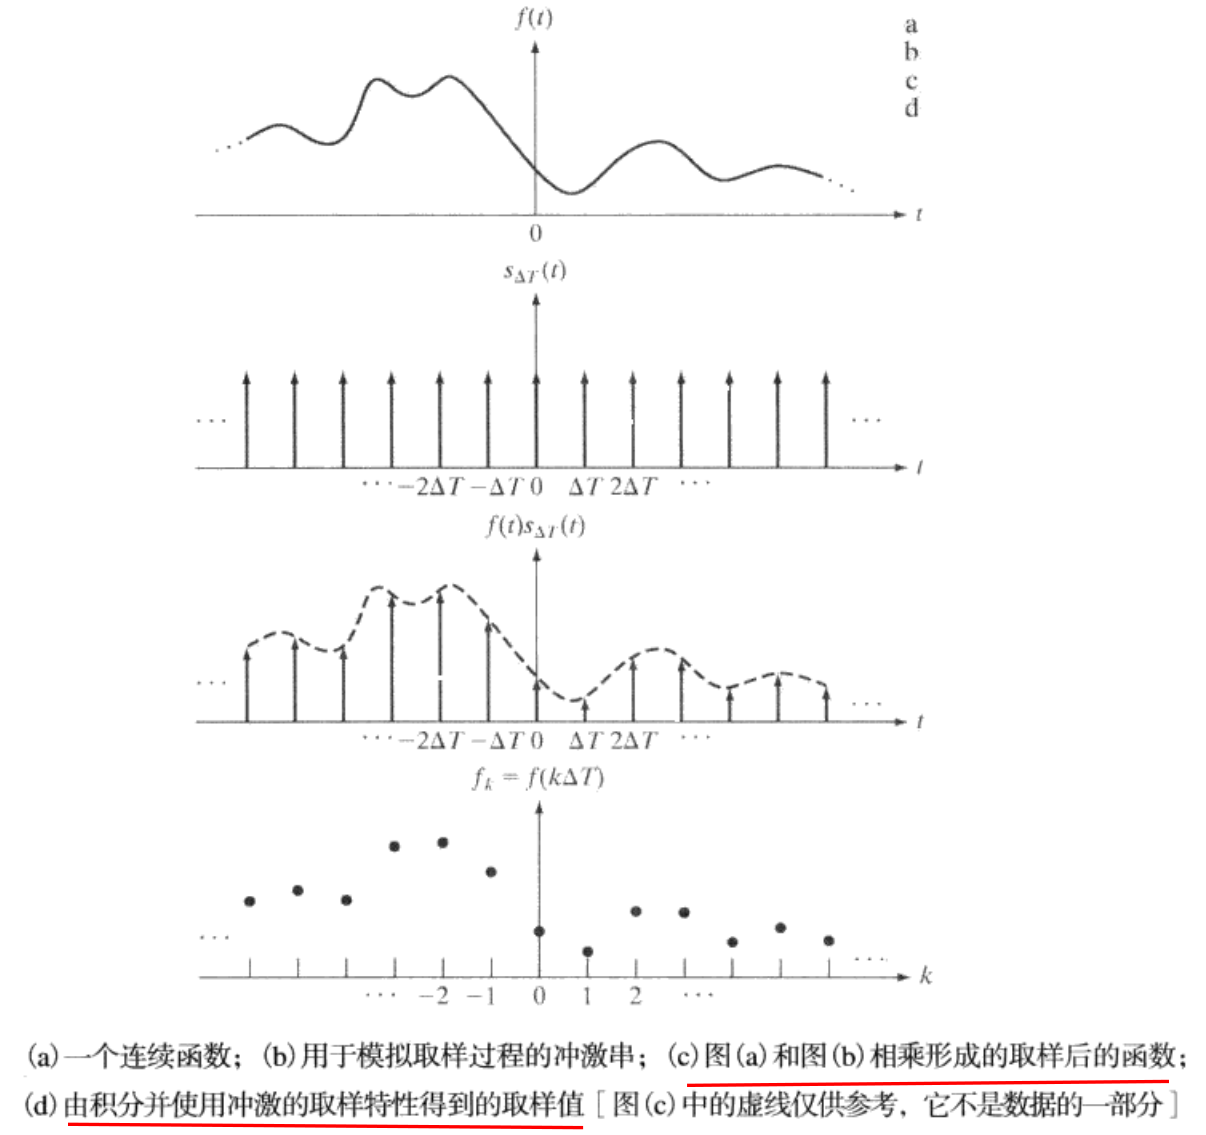 f(t)
a
b
c
d
t
0
s_ΔT(t)
··· ···
t
··· −2ΔT −ΔT 0 ΔT 2ΔT ···
f(t)s_ΔT(t)
··· ···
t
··· −2ΔT −ΔT 0 ΔT 2ΔT ···
f_k = f(kΔT)
··· ···
k
··· −2 −1 0 1 2 ···
(a)一个连续函数；(b)用于模拟取样过程的冲激串；(c)图(a)和图(b)相乘形成的取样后的函数；
(d)由积分并使用冲激的取样特性得到的取样值［图(c)中的虚线仅供参考，它不是数据的一部分］